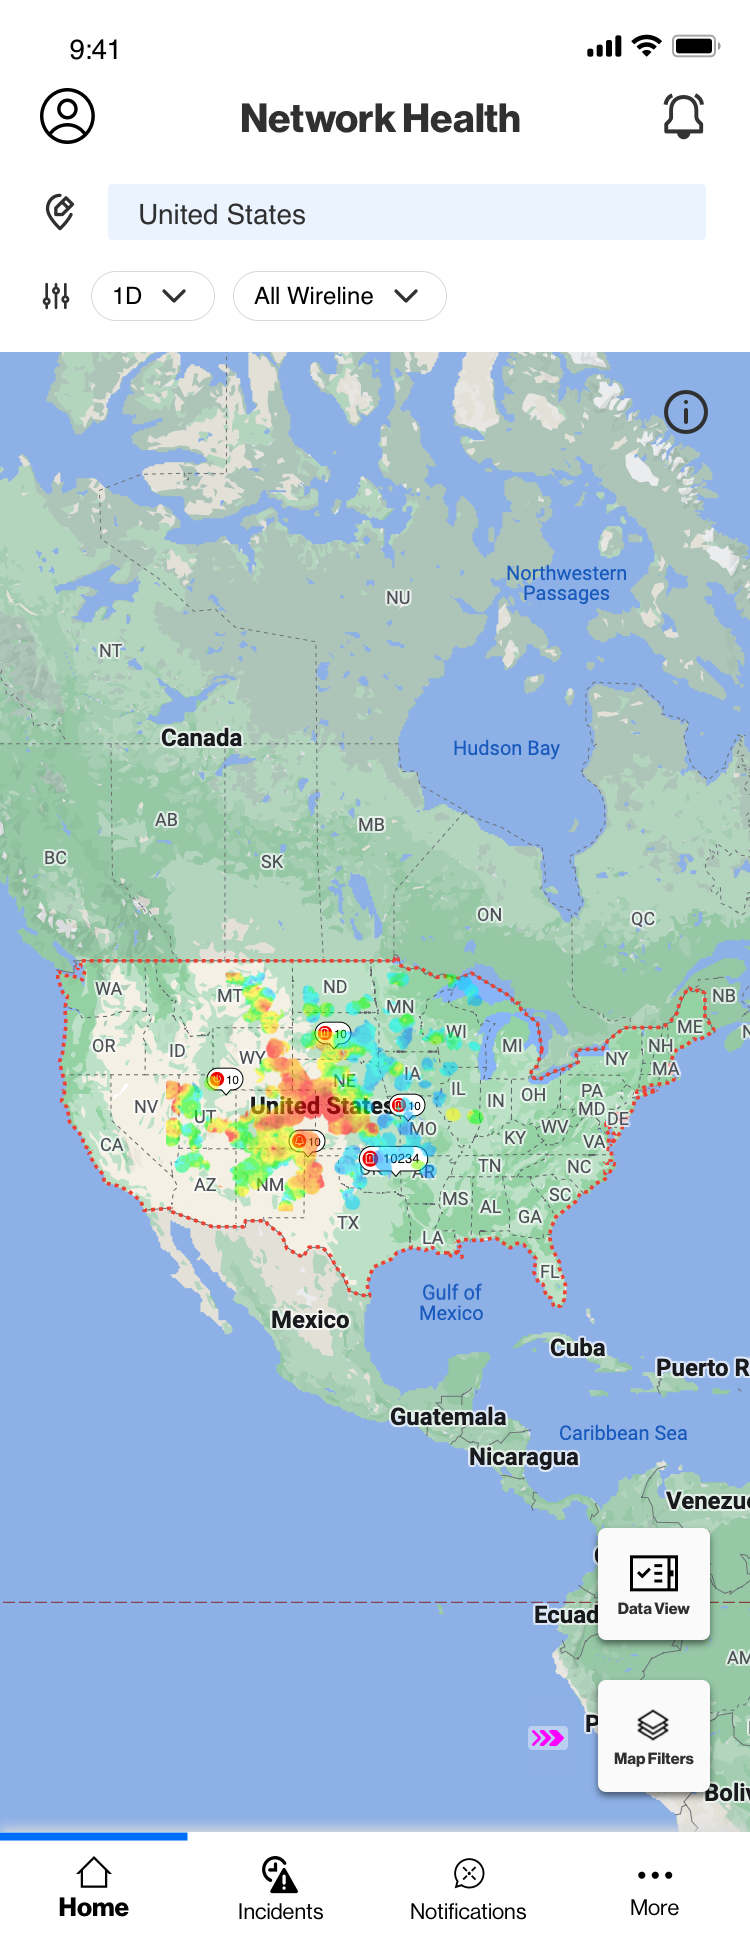 9:41
Network Health
United States
1D
All Wireline
Northwestern
Passages
NU
NT
Canada
Hudson Bay
AB
MB
BC
SK
ON
QC
WA
MT
ND
MN
NB
ME
OR
ID
WY
10
WI
MI
NH
NY
MA
10
NE
IA
IL
IN
OH
PA
MD
NV
UT
United States
10
MO
DE
CA
10
KY
WV
VA
10234
AZ
NM
AR
TN
NC
MS
AL
SC
GA
TX
LA
FL
Gulf of
Mexico
Mexico
Cuba
Puerto R
Guatemala
Caribbean Sea
Nicaragua
Venezu
Data View
Ecuad
AM
P
Map Filters
Boliv
Home
Incidents
Notifications
More